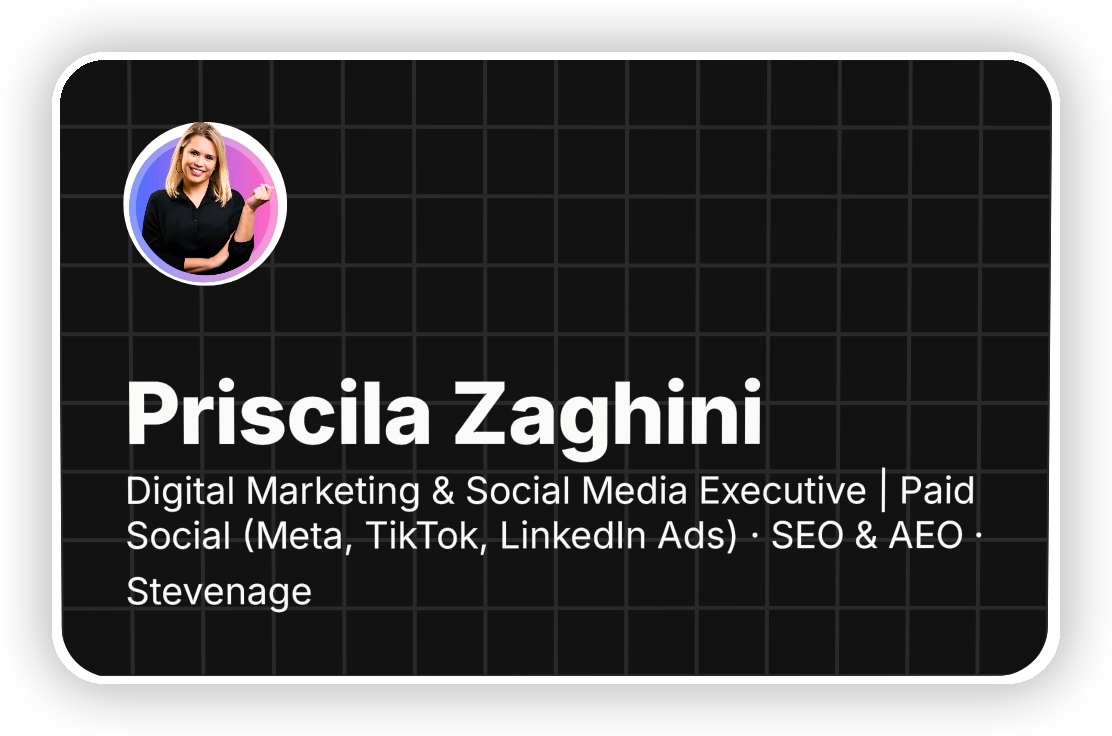 Priscila Zaghini
Digital Marketing & Social Media Executive | Paid
Social (Meta, TikTok, LinkedIn Ads) · SEO & AEO ·
Stevenage